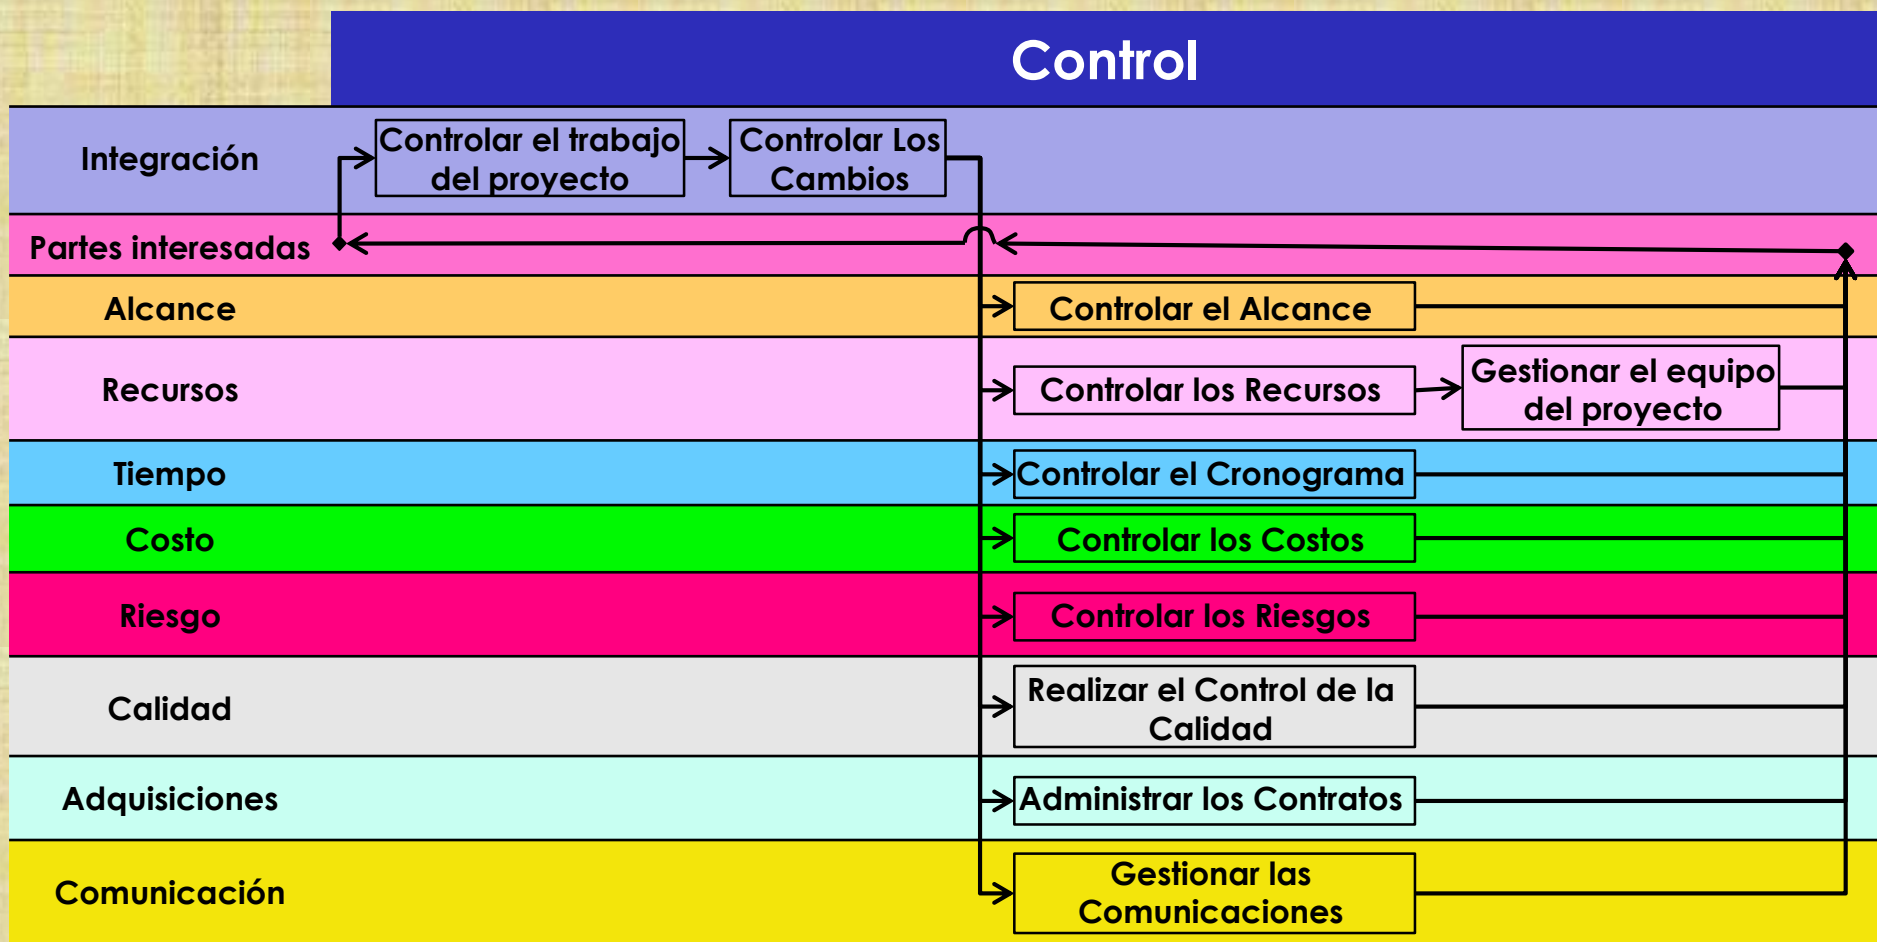 Control
Integración
Controlar el trabajo
del proyecto
Controlar Los
Cambios
Partes interesadas
Alcance
Controlar el Alcance
Recursos
Controlar los Recursos
Gestionar el equipo
del proyecto
Tiempo
Controlar el Cronograma
Costo
Controlar los Costos
Riesgo
Controlar los Riesgos
Calidad
Realizar el Control de la
Calidad
Adquisiciones
Administrar los Contratos
Comunicación
Gestionar las
Comunicaciones